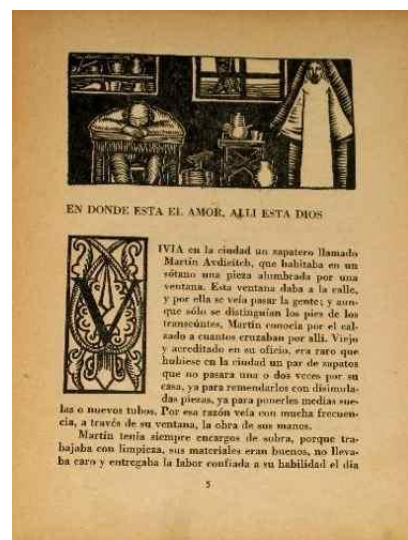 EN DONDE ESTA EL AMOR, ALLI ESTA DIOS
VIVIA en la ciudad un zapatero llamado
Martín Avdieitch, que habitaba en un
sótano una pieza alumbrada por una
ventana. Esta ventana daba a la calle,
y por ella se veía pasar la gente; y aun-
que sólo se distinguían los pies de los
transeúntes, Martín conocía por el cal-
zado a cuantos cruzaban por allí. Viejo
y acreditado en su oficio, era raro que
hubiese en la ciudad un par de zapatos
que no pasara una o dos veces por su
casa, ya para remendarlos con disimula-
das piezas, ya para ponerles medias sue-
las o nuevos tubos. Por esa razón veía con mucha frecuen-
cia, a través de su ventana, la obra de sus manos.
Martín tenía siempre encargos de sobra, porque tra-
bajaba con limpieza, sus materiales eran buenos, no lleva-
ba caro y entregaba la labor confiada a su habilidad el día
5